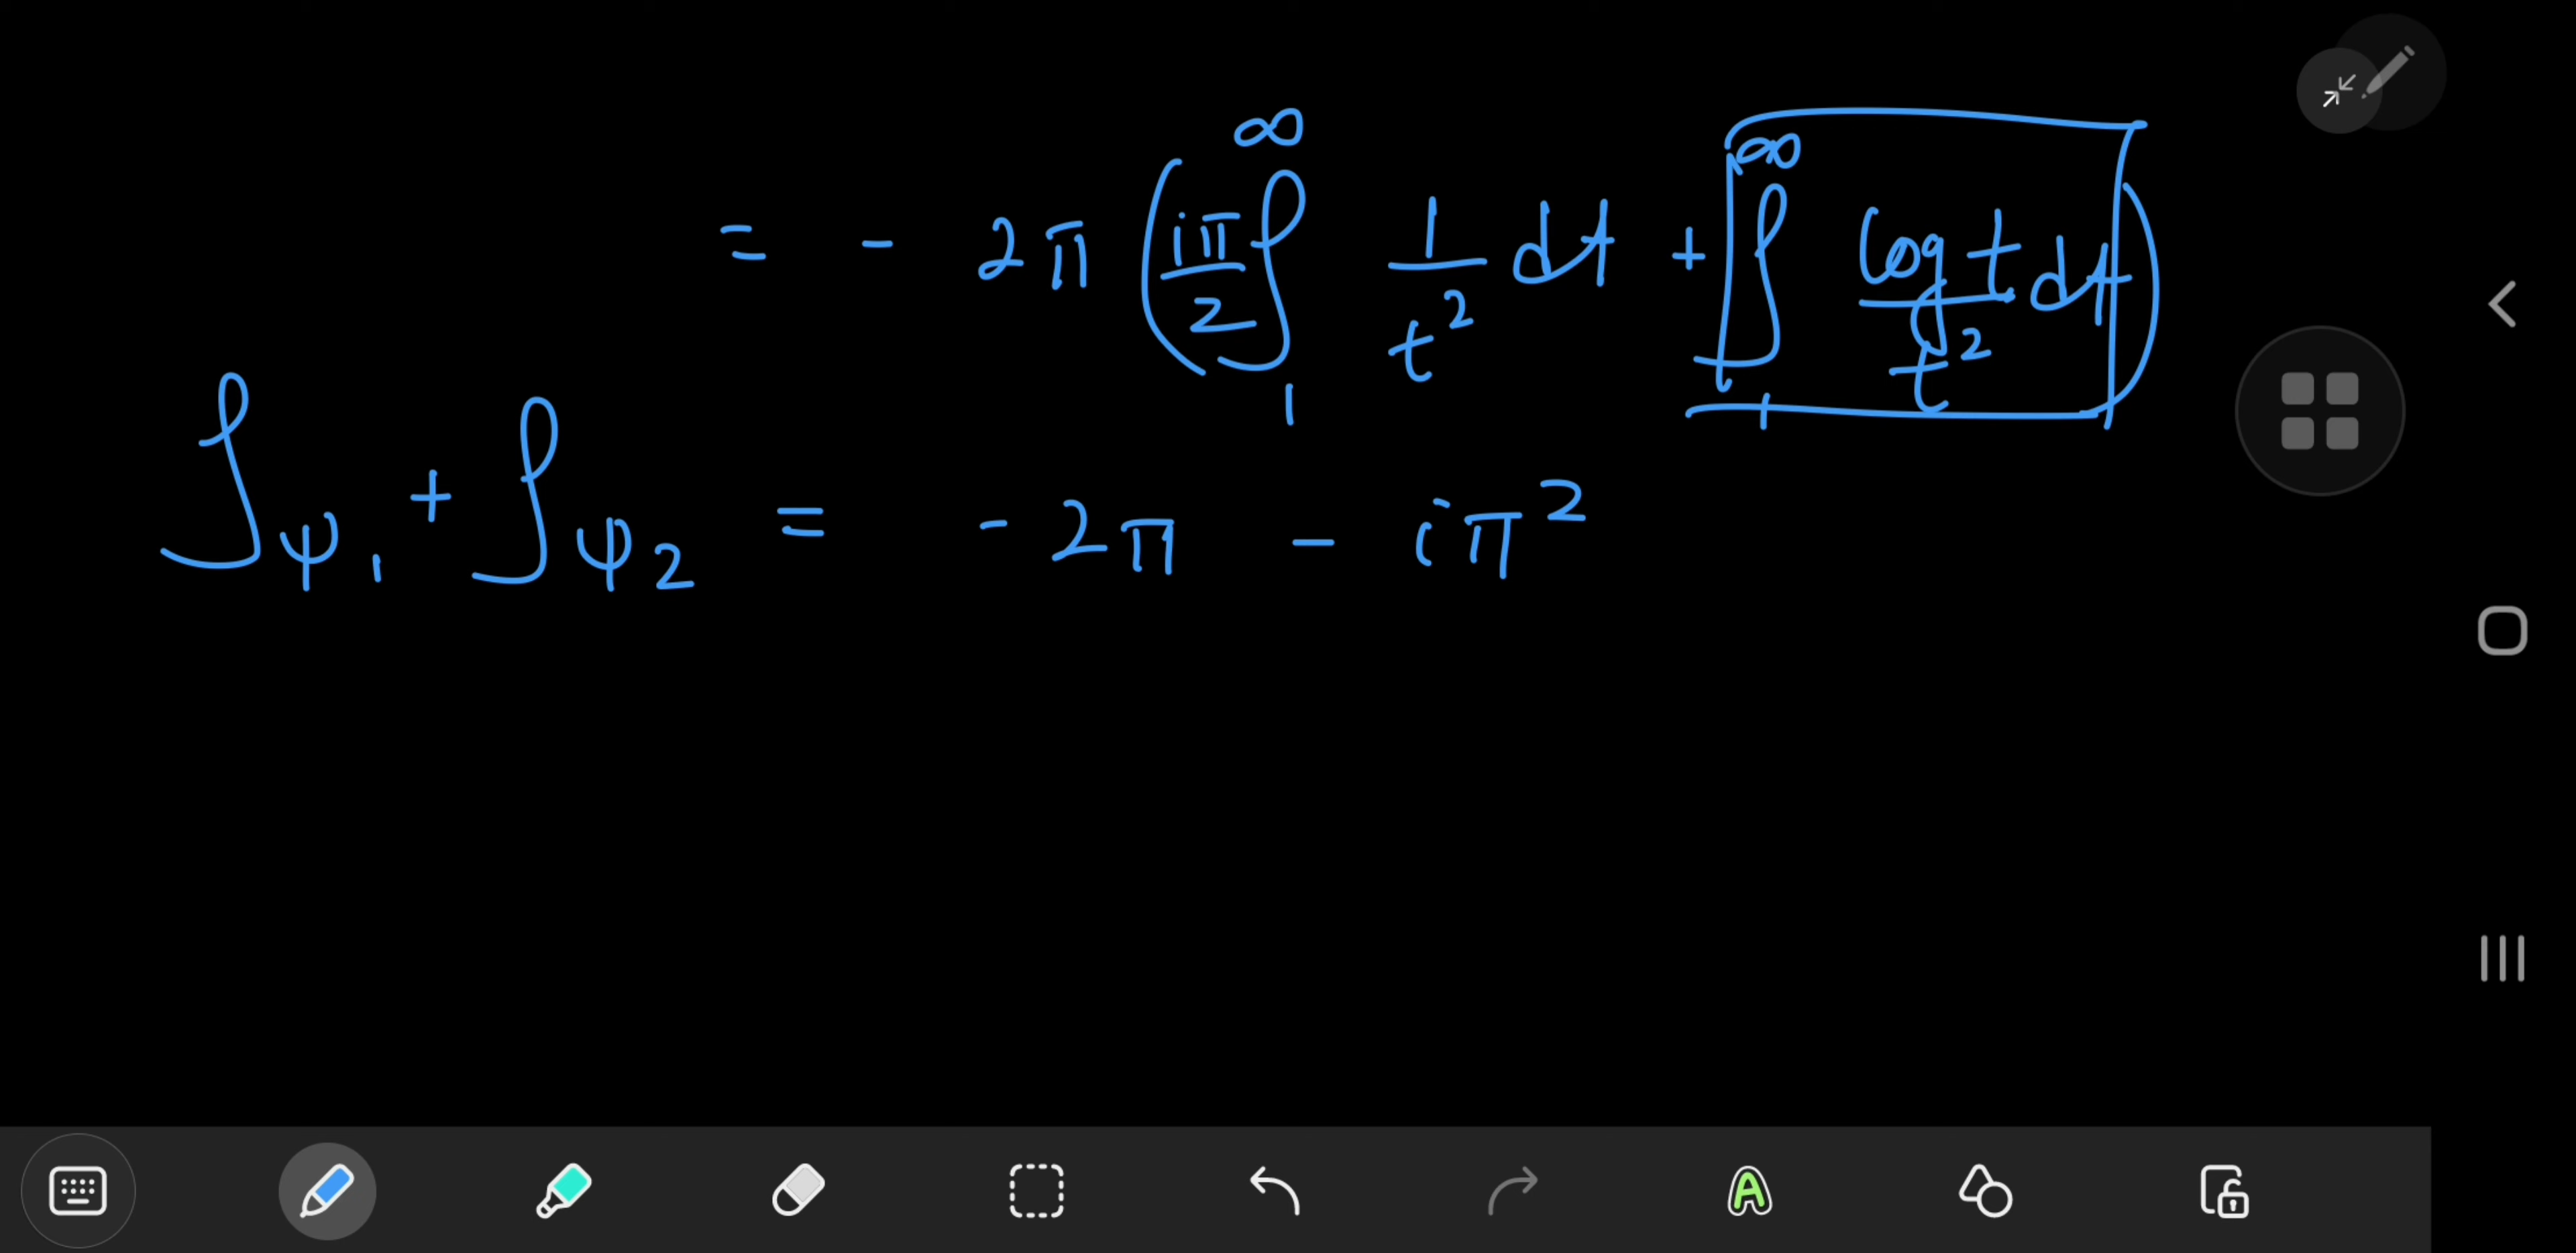 = - 2π ( iπ/2 ∫₁^∞ 1/t² dt + ∫₁^∞ log t/t² dt )
∫ψ₁ + ∫ψ₂ = - 2π - iπ²
A